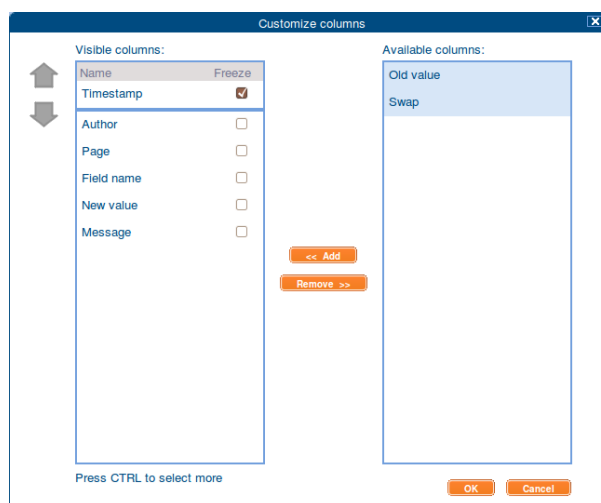 Customize columns
Visible columns:
Available columns:
Name Freeze
Timestamp
Author
Page
Field name
New value
Message
Old value
Swap
<< Add
Remove >>
Press CTRL to select more
OK Cancel